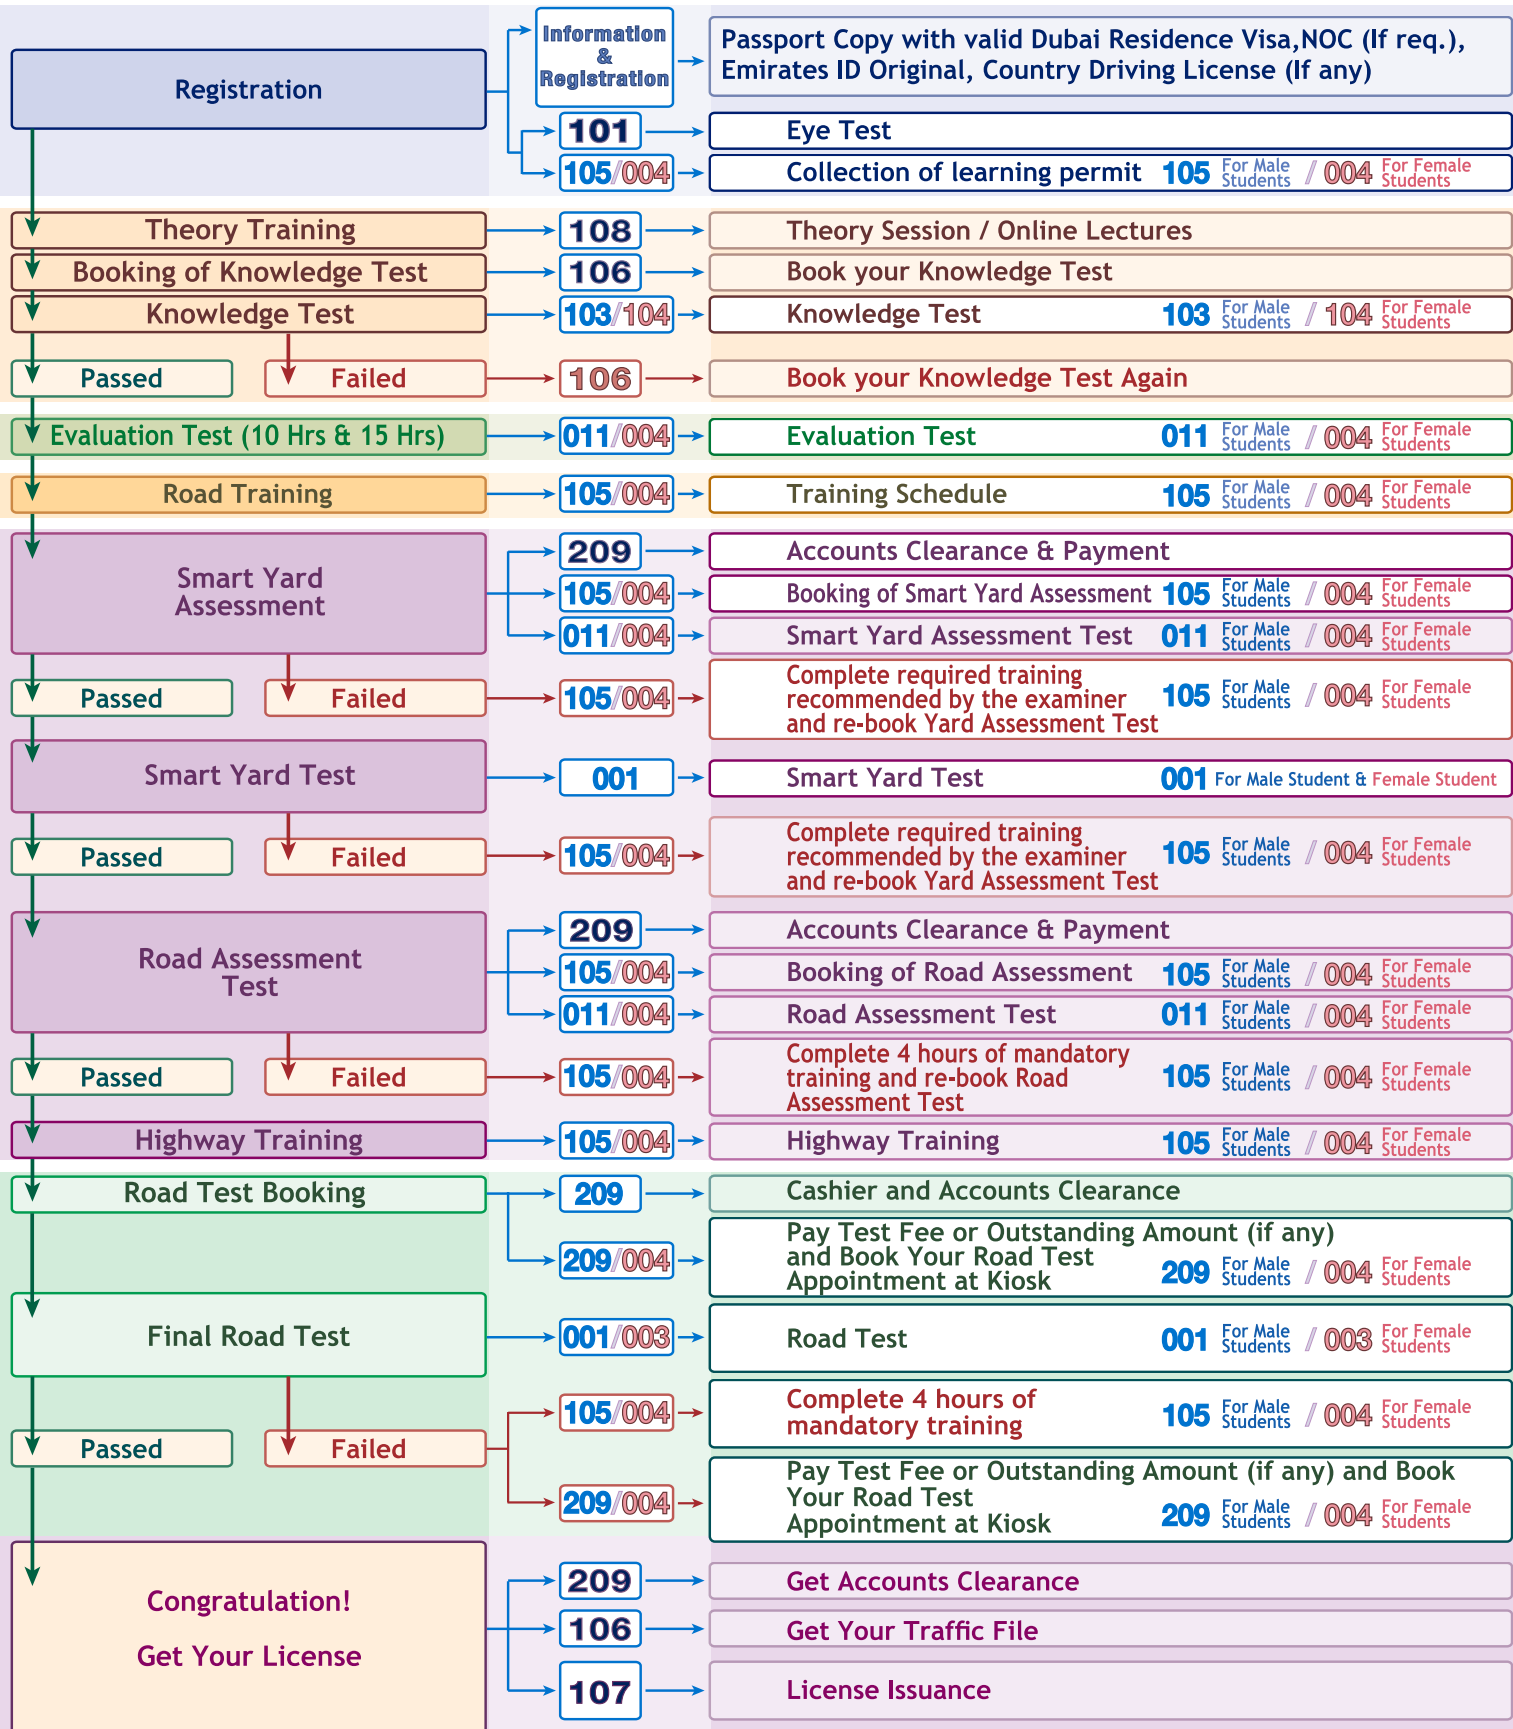 Registration
Information
&
Registration
Passport Copy with valid Dubai Residence Visa,NOC (If req.),
Emirates ID Original, Country Driving License (If any)
101
Eye Test
105/004
Collection of learning permit 105 For Male Students / 004 For Female Students
Theory Training
108
Theory Session / Online Lectures
Booking of Knowledge Test
106
Book your Knowledge Test
Knowledge Test
103/104
Knowledge Test 103 For Male Students / 104 For Female Students
Passed
Failed
106
Book your Knowledge Test Again
Evaluation Test (10 Hrs & 15 Hrs)
011/004
Evaluation Test 011 For Male Students / 004 For Female Students
Road Training
105/004
Training Schedule 105 For Male Students / 004 For Female Students
Smart Yard
Assessment
209
Accounts Clearance & Payment
105/004
Booking of Smart Yard Assessment 105 For Male Students / 004 For Female Students
011/004
Smart Yard Assessment Test 011 For Male Students / 004 For Female Students
Passed
Failed
105/004
Complete required training
recommended by the examiner
and re-book Yard Assessment Test
105 For Male Students / 004 For Female Students
Smart Yard Test
001
Smart Yard Test 001 For Male Student & Female Student
Passed
Failed
105/004
Complete required training
recommended by the examiner
and re-book Yard Assessment Test
105 For Male Students / 004 For Female Students
Road Assessment
Test
209
Accounts Clearance & Payment
105/004
Booking of Road Assessment 105 For Male Students / 004 For Female Students
011/004
Road Assessment Test 011 For Male Students / 004 For Female Students
Passed
Failed
105/004
Complete 4 hours of mandatory
training and re-book Road
Assessment Test
105 For Male Students / 004 For Female Students
Highway Training
105/004
Highway Training 105 For Male Students / 004 For Female Students
Road Test Booking
209
Cashier and Accounts Clearance
209/004
Pay Test Fee or Outstanding Amount (if any)
and Book Your Road Test
Appointment at Kiosk
209 For Male Students / 004 For Female Students
Final Road Test
001/003
Road Test 001 For Male Students / 003 For Female Students
Passed
Failed
105/004
Complete 4 hours of
mandatory training
105 For Male Students / 004 For Female Students
209/004
Pay Test Fee or Outstanding Amount (if any) and Book
Your Road Test
Appointment at Kiosk
209 For Male Students / 004 For Female Students
Congratulation!
Get Your License
209
Get Accounts Clearance
106
Get Your Traffic File
107
License Issuance